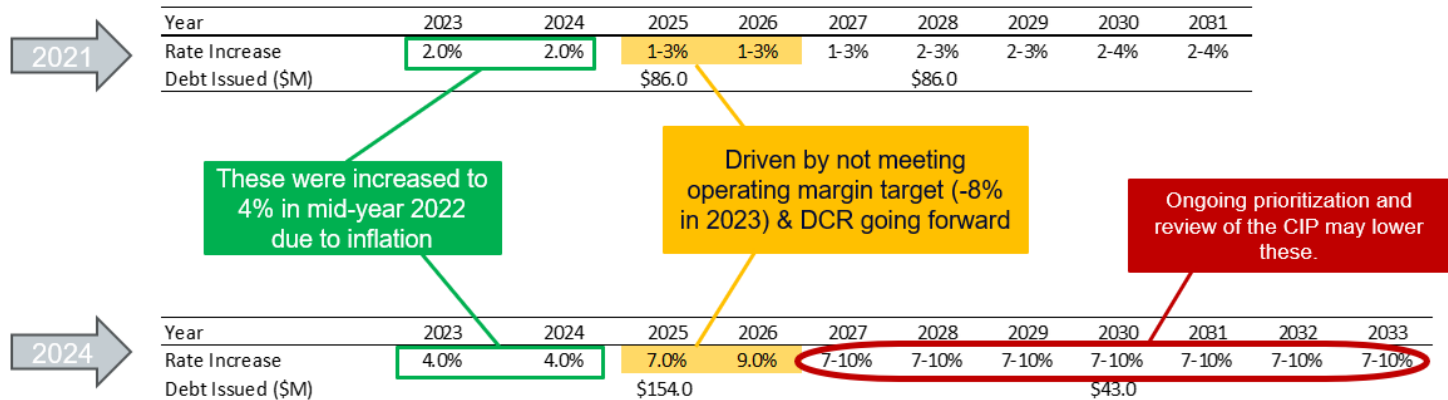 2021
Year 2023 2024 2025 2026 2027 2028 2029 2030 2031
Rate Increase 2.0% 2.0% 1-3% 1-3% 1-3% 2-3% 2-3% 2-4% 2-4%
Debt Issued ($M) $86.0 $86.0
These were increased to
4% in mid-year 2022
due to inflation
Driven by not meeting
operating margin target (-8%
in 2023) & DCR going forward
Ongoing prioritization and
review of the CIP may lower
these.
2024
Year 2023 2024 2025 2026 2027 2028 2029 2030 2031 2032 2033
Rate Increase 4.0% 4.0% 7.0% 9.0% 7-10% 7-10% 7-10% 7-10% 7-10% 7-10% 7-10%
Debt Issued ($M) $154.0 $43.0